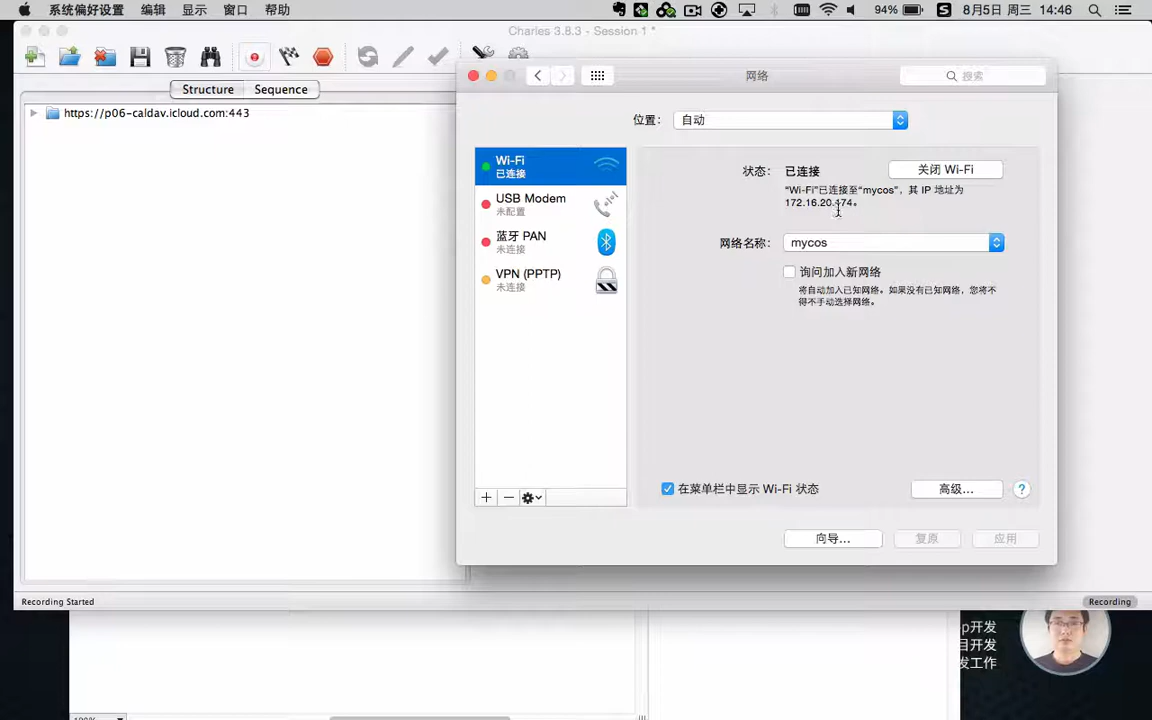 系统偏好设置 编辑 显示 窗口 帮助 94% 8月5日 周三 14:46
Charles 3.8.3 - Session 1 *
Structure Sequence
https://p06-caldav.icloud.com:443
网络
搜索
位置： 自动
Wi-Fi
已连接
USB Modem
未配置
蓝牙 PAN
未连接
VPN (PPTP)
未连接
状态： 已连接 关闭 Wi-Fi
“Wi-Fi”已连接至“mycos”，其 IP 地址为
172.16.20.174。
网络名称： mycos
询问加入新网络
将自动加入已知网络。如果没有已知网络，您将不
得不手动选择网络。
在菜单栏中显示 Wi-Fi 状态 高级... ?
向导... 复原 应用
Recording Started Recording
p开发
目开发
发工作